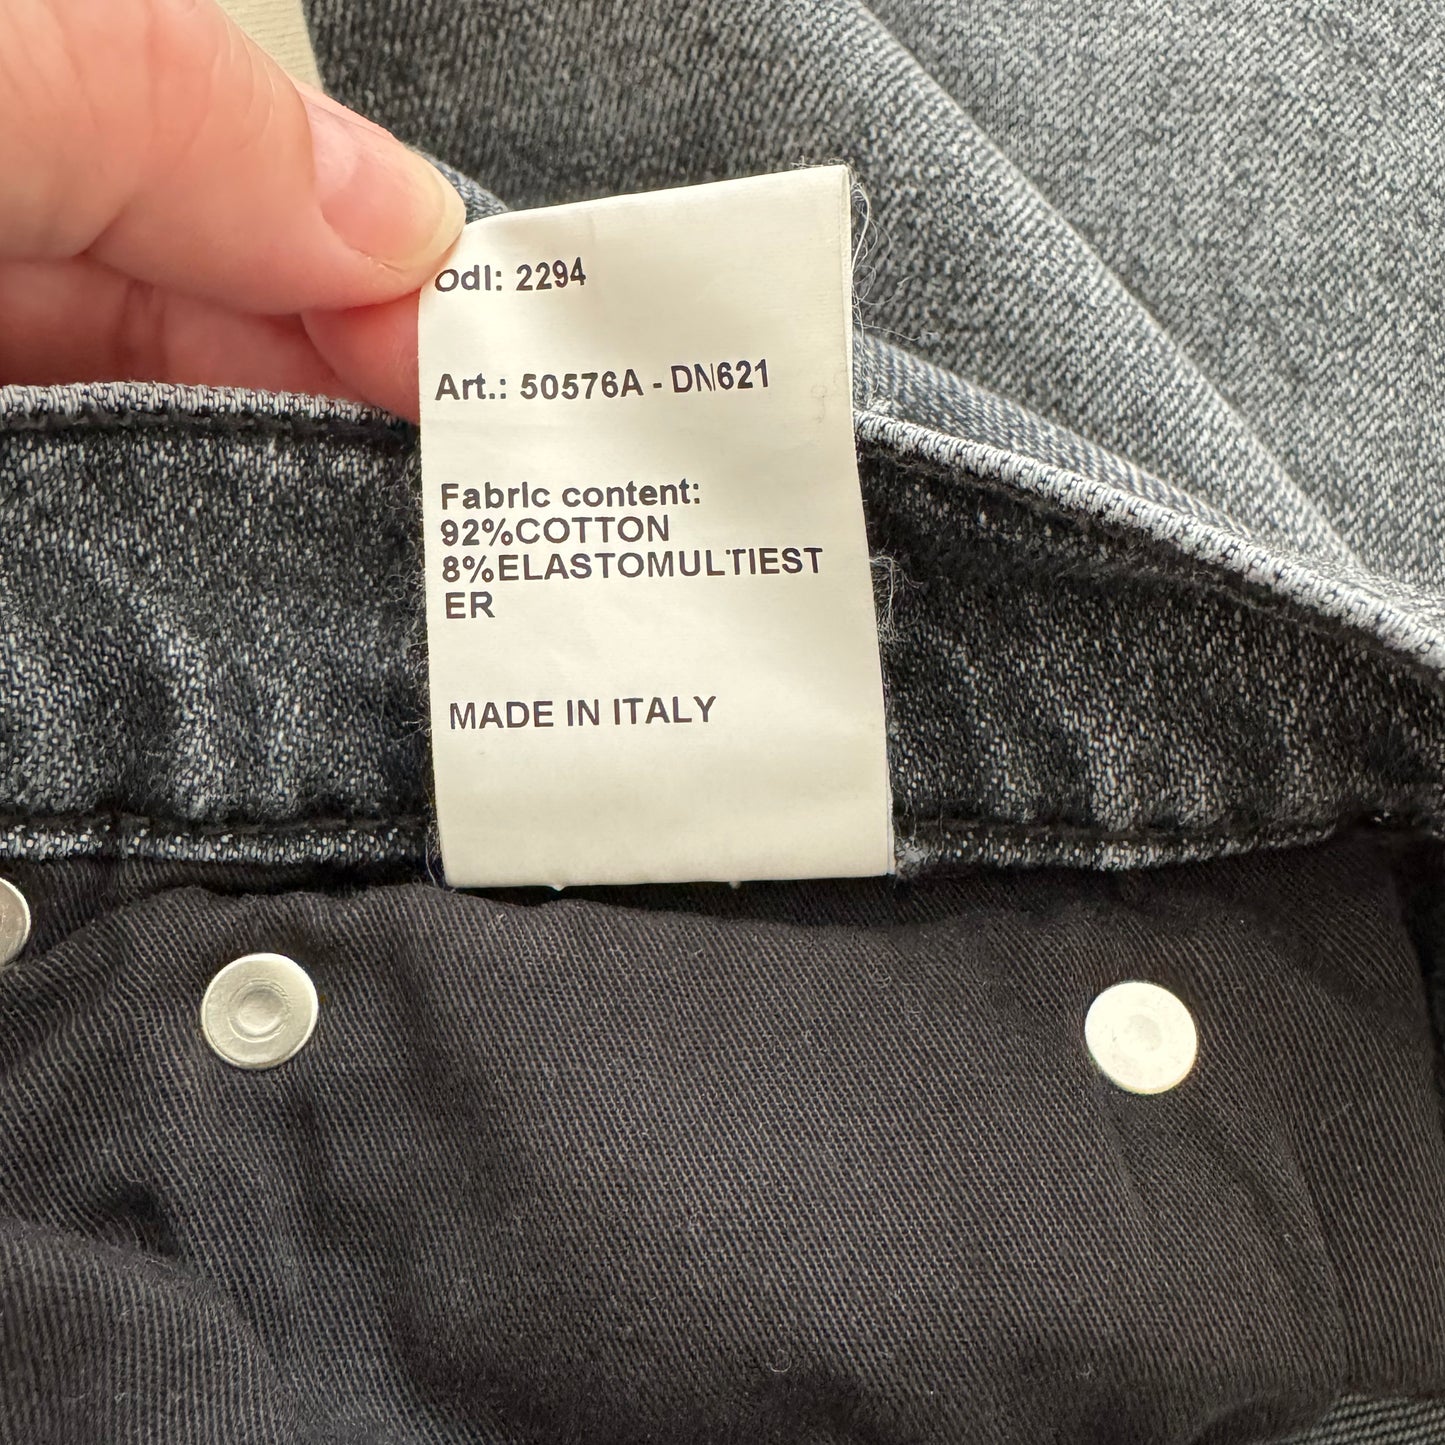 Odl: 2294
Art.: 50576A - DN621
Fabric content:
92%COTTON
8%ELASTOMULTIEST
ER
MADE IN ITALY